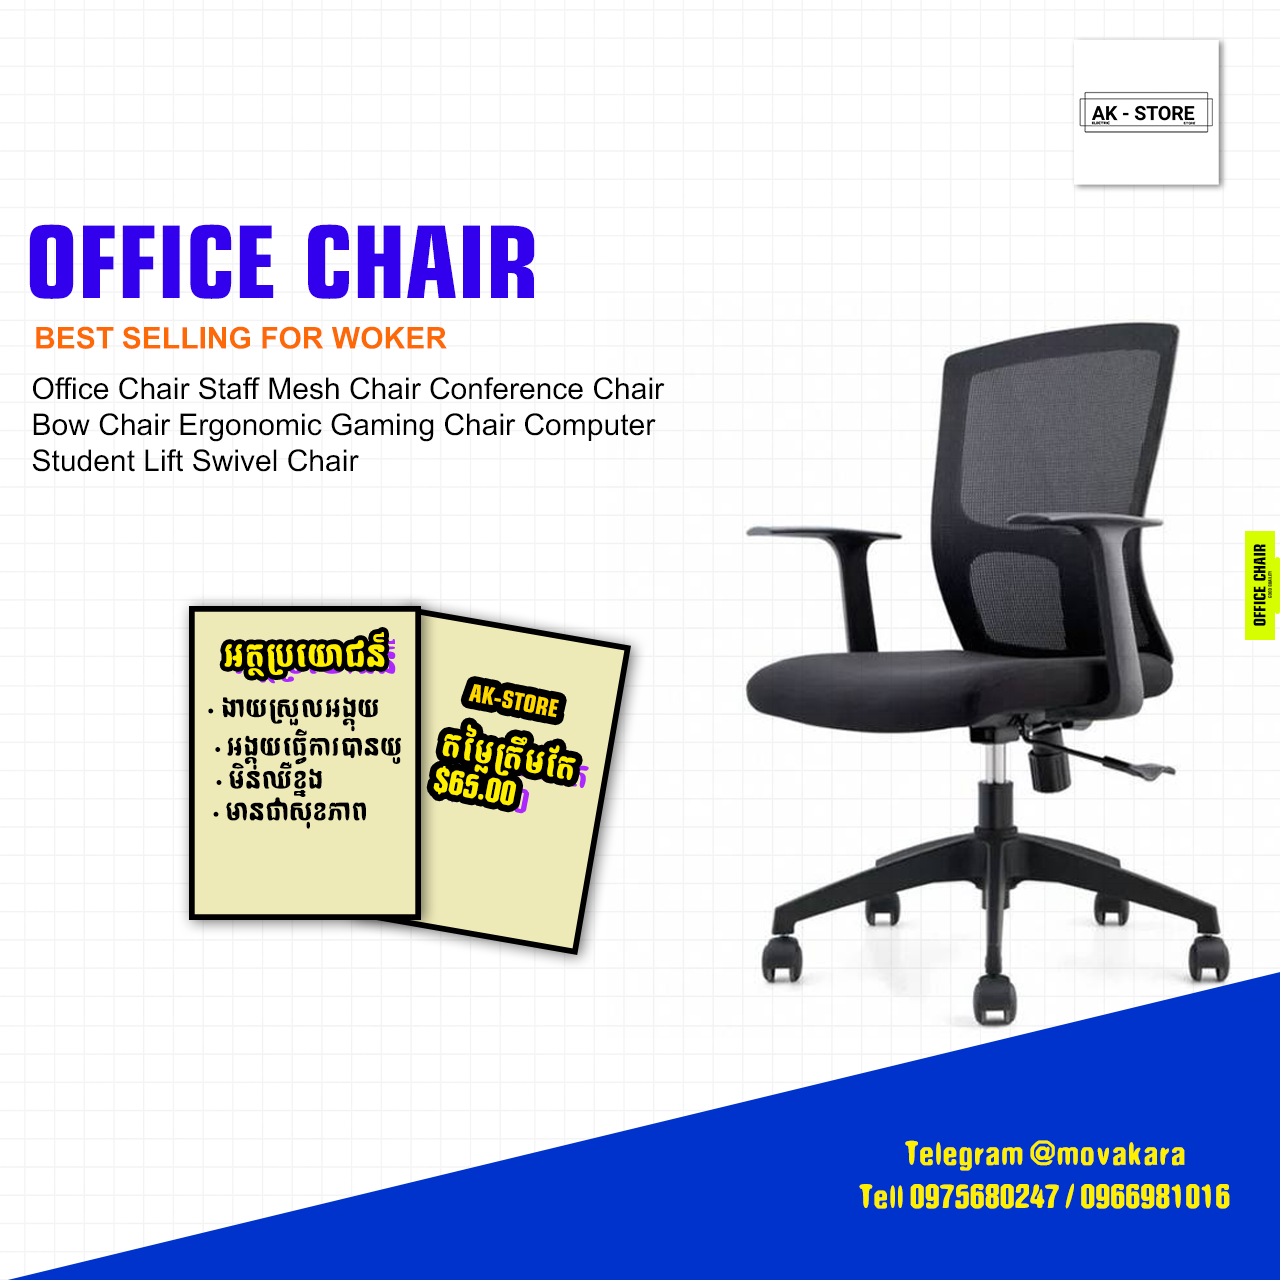 AK - STORE
ELECTRIC STORE
OFFICE CHAIR
BEST SELLING FOR WOKER
Office Chair Staff Mesh Chair Conference Chair
Bow Chair Ergonomic Gaming Chair Computer
Student Lift Swivel Chair
OFFICE CHAIR
អត្ថប្រយោជន៏
• ងាយស្រួលអង្គុយ
• អង្គុយធ្វើការបានយូ
• មិនឈឺខ្នង
• មានជាសុខភាព
AK-STORE
តម្លៃត្រឹមតែ
$65.00
Telegram @movakara
Tell 0975680247 / 0966981016